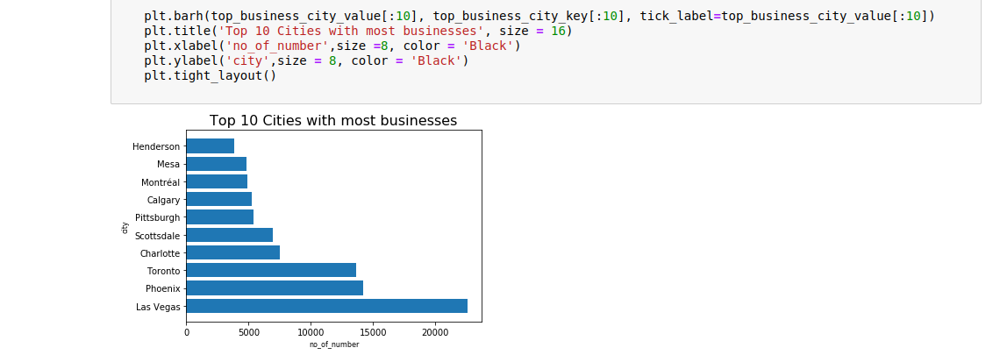 plt.barh(top_business_city_value[:10], top_business_city_key[:10], tick_label=top_business_city_value[:10])
plt.title('Top 10 Cities with most businesses', size = 16)
plt.xlabel('no_of_number',size =8, color = 'Black')
plt.ylabel('city',size = 8, color = 'Black')
plt.tight_layout()
Top 10 Cities with most businesses
Henderson
Mesa
Montréal
Calgary
Pittsburgh
city
Scottsdale
Charlotte
Toronto
Phoenix
Las Vegas
0 5000 10000 15000 20000
no_of_number